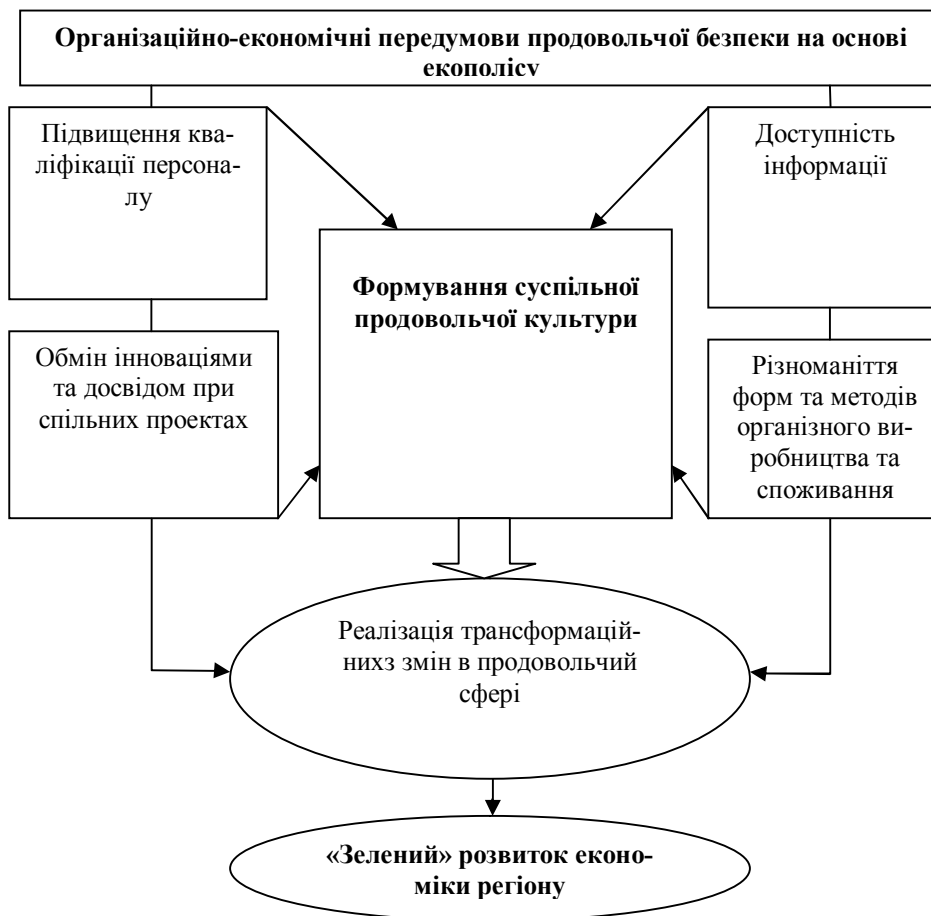 Організаційно-економічні передумови продовольчої безпеки на основі
екополісу
Підвищення ква-
ліфікації персона-
лу
Доступність
інформації
Формування суспільної
продовольчої культури
Обмін інноваціями
та досвідом при
спільних проектах
Різноманіття
форм та методів
організного ви-
робництва та
споживання
Реалізація трансформацій-
нихз змін в продовольчий
сфері
«Зелений» розвиток еконо-
міки регіону